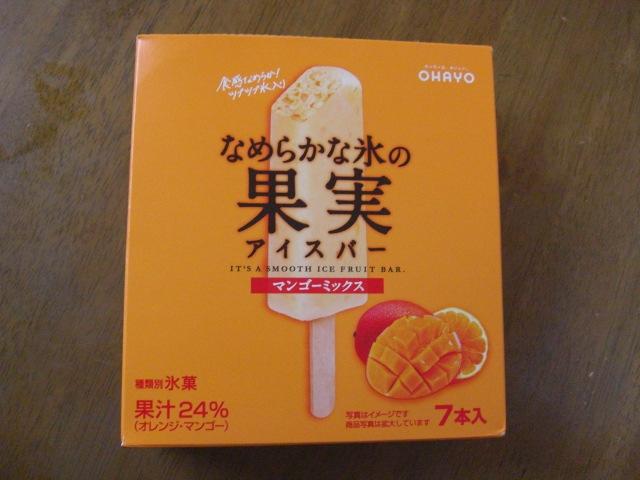 食感なめらか!
ツブツブ氷入り
OHAYO
なめらかな氷の
果実
アイスバー
IT'S A SMOOTH ICE FRUIT BAR.
マンゴーミックス
種類別 氷菓
果汁24%
(オレンジ・マンゴー)
写真はイメージです
商品写真は拡大しています
7本入